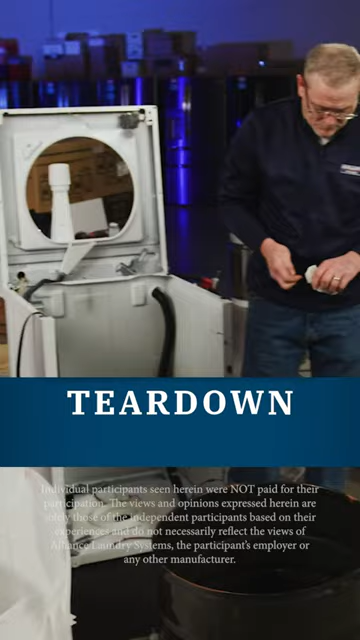 TEARDOWN
Individual participants seen herein were NOT paid for their
participation. The views and opinions expressed herein are
solely those of the independent participants based on their
experiences and do not necessarily reflect the views of
Alliance Laundry Systems, the participant's employer or
any other manufacturer.